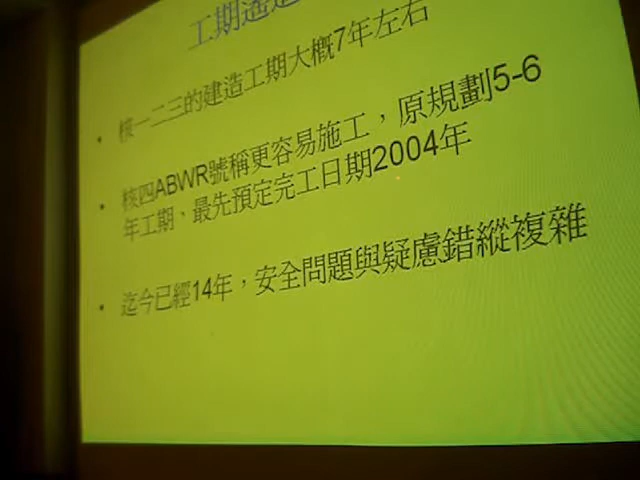 工期遙遙
• 核一二三的建造工期大概7年左右
• 核四ABWR號稱更容易施工，原規劃5-6
年工期，最先預定完工日期2004年
• 迄今已經14年，安全問題與疑慮錯縱複雜